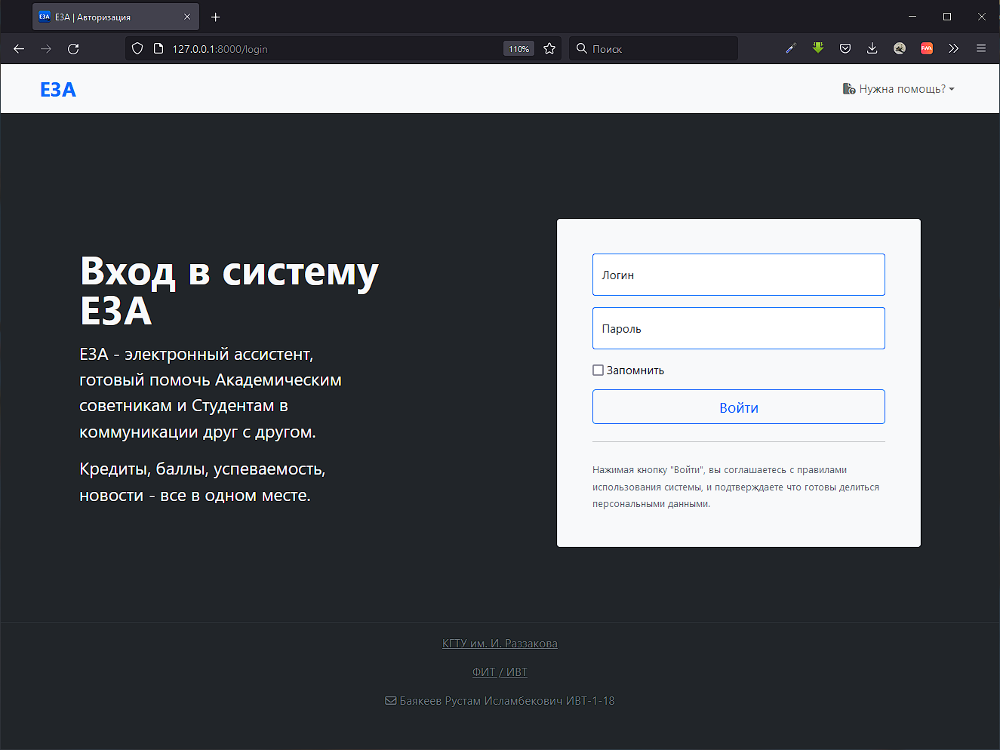 ЕЗА
ЕЗА | Авторизация
127.0.0.1:8000/login
110%
Поиск
ЕЗА
Нужна помощь?
Вход в систему
ЕЗА
ЕЗА - электронный ассистент,
готовый помочь Академическим
советникам и Студентам в
коммуникации друг с другом.
Кредиты, баллы, успеваемость,
новости - все в одном месте.
Логин
Пароль
Запомнить
Войти
Нажимая кнопку "Войти", вы соглашаетесь с правилами
использования системы, и подтверждаете что готовы делиться
персональными данными.
КГТУ им. И. Раззакова
ФИТ / ИВТ
Баякеев Рустам Исламбекович ИВТ-1-18